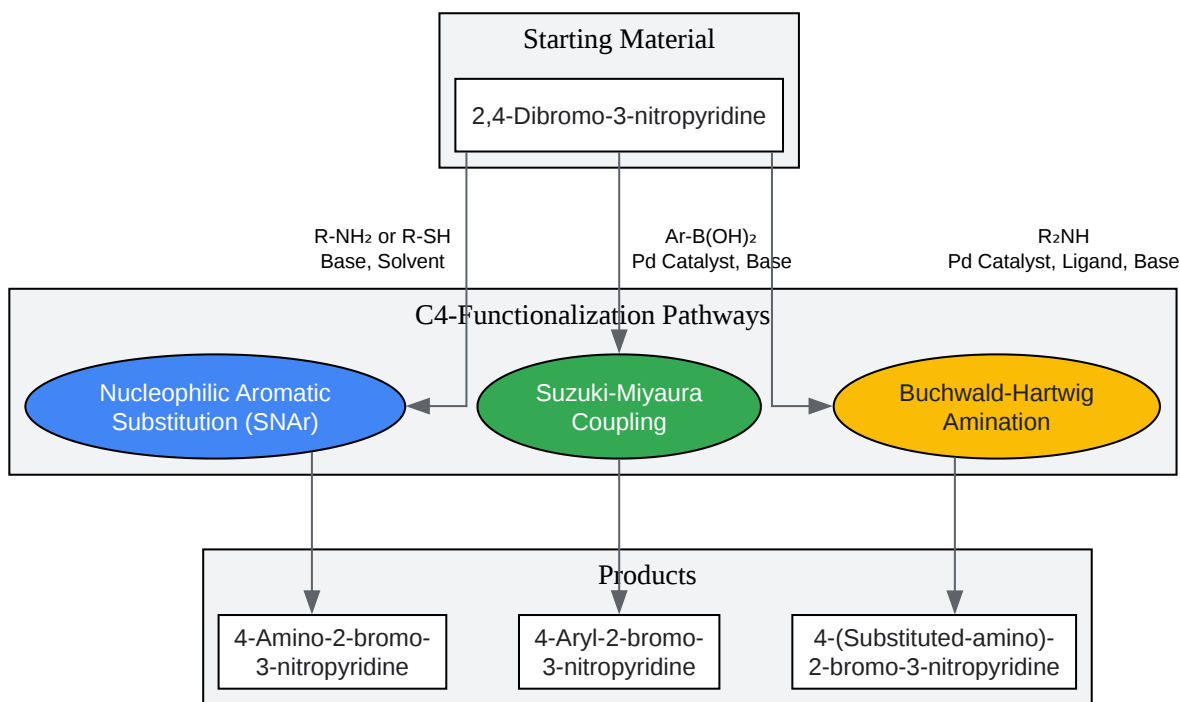 Starting Material
2,4-Dibromo-3-nitropyridine
R-NH₂ or R-SH
Base, Solvent
Ar-B(OH)₂
Pd Catalyst, Base
R₂NH
Pd Catalyst, Ligand, Base
C4-Functionalization Pathways
Nucleophilic Aromatic
Substitution (SNAr)
Suzuki-Miyaura
Coupling
Buchwald-Hartwig
Amination
Products
4-Amino-2-bromo-
3-nitropyridine
4-Aryl-2-bromo-
3-nitropyridine
4-(Substituted-amino)-
2-bromo-3-nitropyridine